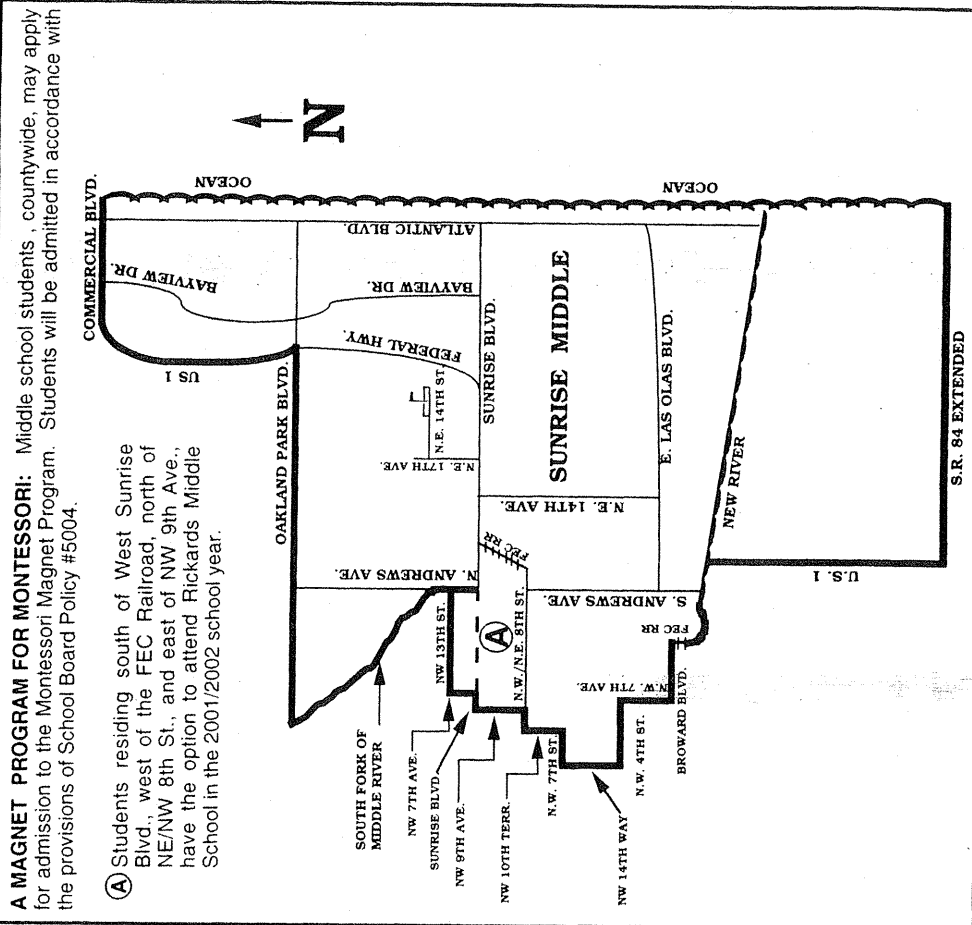 A MAGNET PROGRAM FOR MONTESSORI: Middle school students , countywide, may apply
for admission to the Montessori Magnet Program. Students will be admitted in accordance with
the provisions of School Board Policy #5004.
A Students residing south of West Sunrise
Blvd., west of the FEC Railroad, north of
NE/NW 8th St., and east of NW 9th Ave.,
have the option to attend Rickards Middle
School in the 2001/2002 school year.
N
COMMERCIAL BLVD.
OCEAN
BAYVIEW DR.
US 1
ATLANTIC BLVD.
OAKLAND PARK BLVD.
BAYVIEW DR.
FEDERAL HWY.
N.E. 14TH ST.
N.E. 17TH AVE.
SUNRISE BLVD.
SUNRISE MIDDLE
OCEAN
N. ANDREWS AVE.
N.E. 14TH AVE.
FEC RR
E. LAS OLAS BLVD.
NEW RIVER
S.R. 84 EXTENDED
U.S. 1
S. ANDREWS AVE.
FEC RR
NW 13TH ST.
A
N.W./N.E. 8TH ST.
N.W. 7TH AVE.
BROWARD BLVD.
N.W. 4TH ST.
N.W. 7TH ST.
SOUTH FORK OF
MIDDLE RIVER
NW 7TH AVE.
SUNRISE BLVD.
NW 9TH AVE.
NW 10TH TERR.
NW 14TH WAY